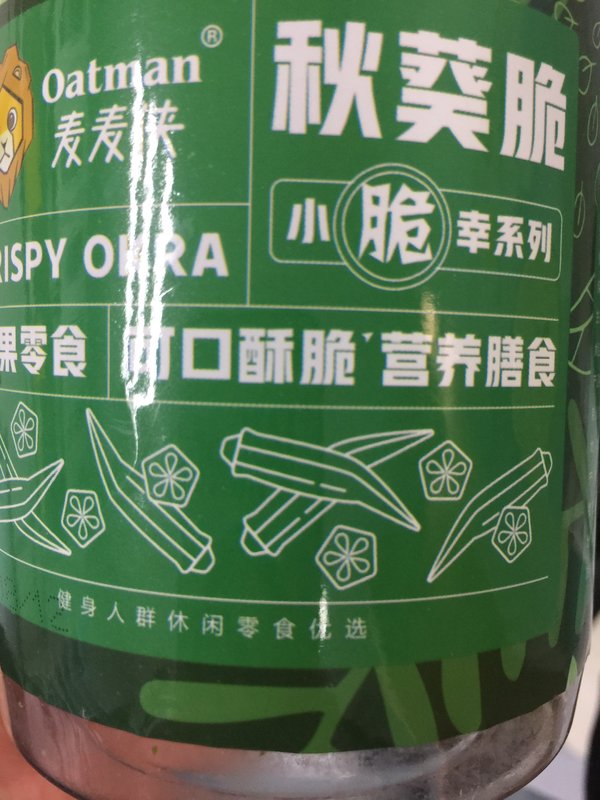 Oatman®
麦麦侠
秋葵脆
小脆幸系列
RISPY OKRA
果零食
可口酥脆 营养膳食
健身人群休闲零食优选